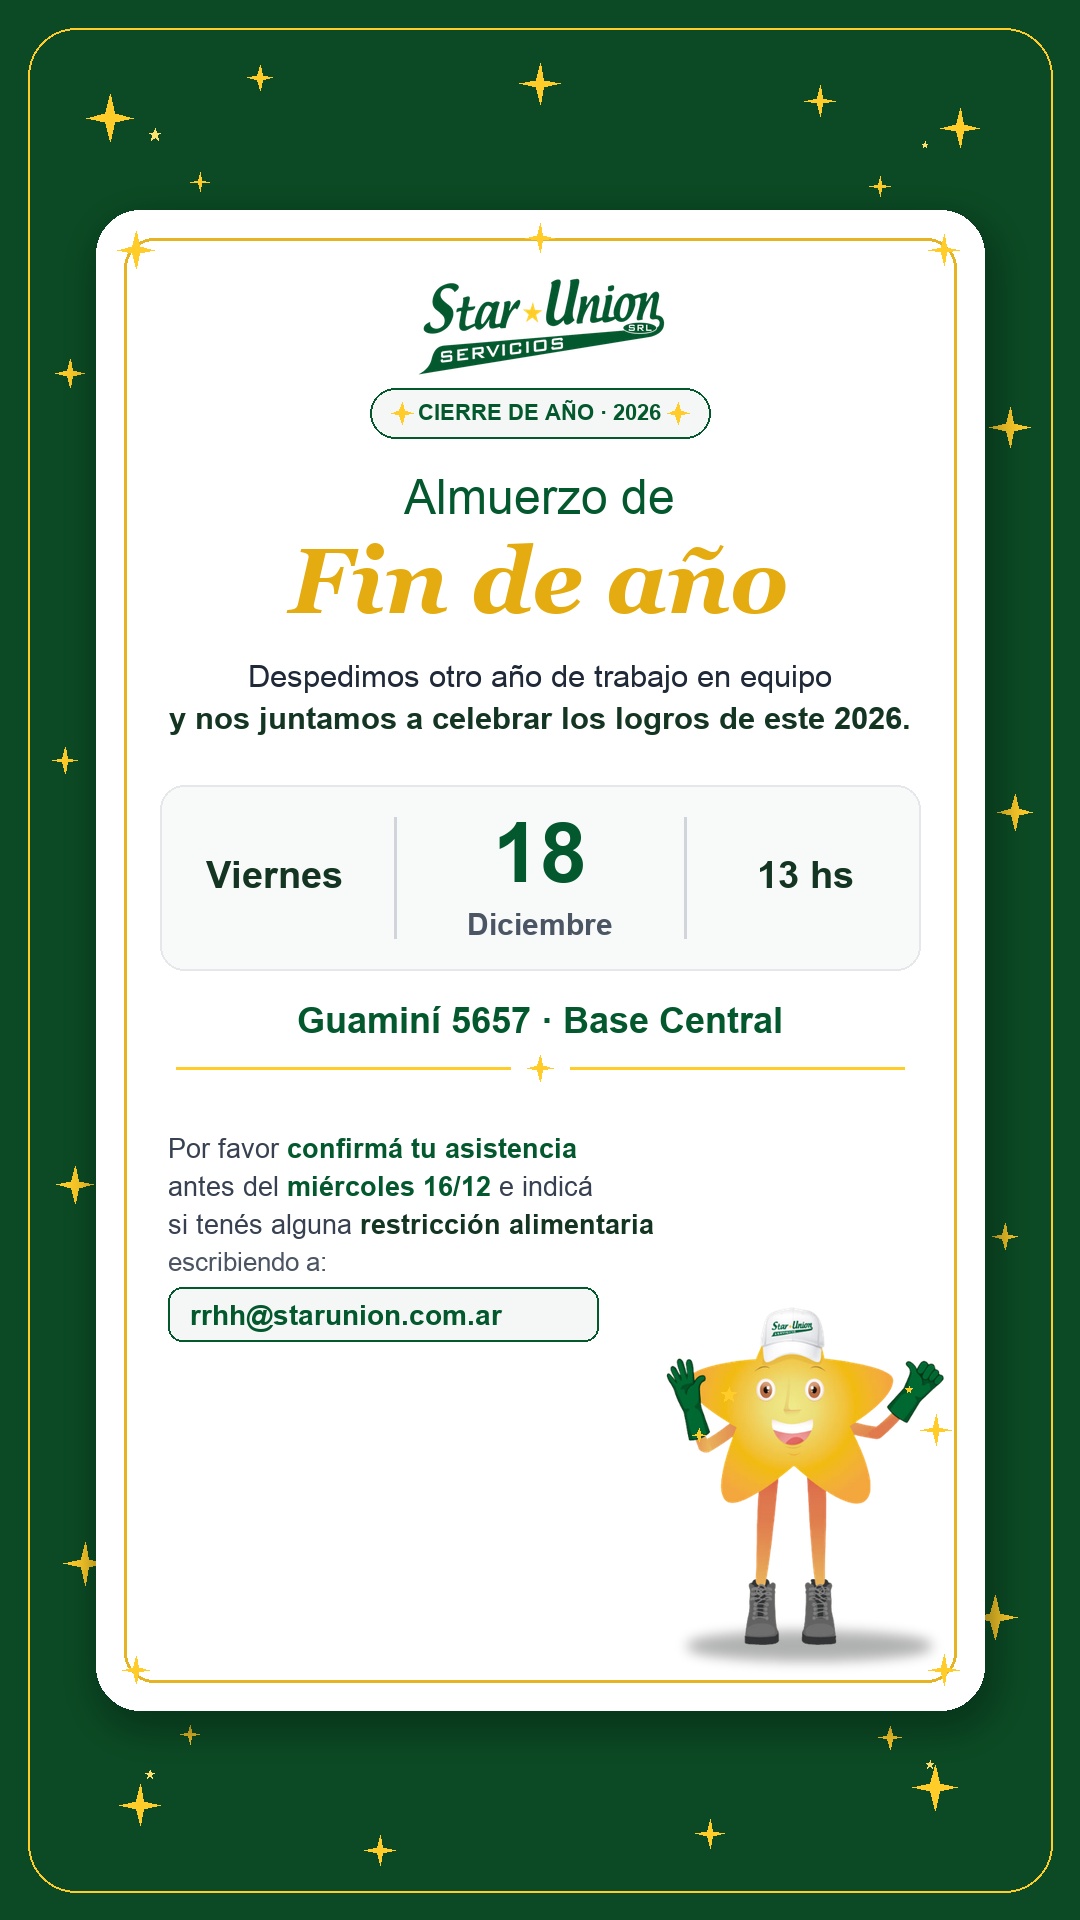 Star Union
SRL
SERVICIOS
CIERRE DE AÑO · 2026
Almuerzo de
Fin de año
Despedimos otro año de trabajo en equipo
y nos juntamos a celebrar los logros de este 2026.
Viernes
18
Diciembre
13 hs
Guaminí 5657 · Base Central
Por favor confirmá tu asistencia
antes del miércoles 16/12 e indicá
si tenés alguna restricción alimentaria
escribiendo a:
rrhh@starunion.com.ar
Star Union